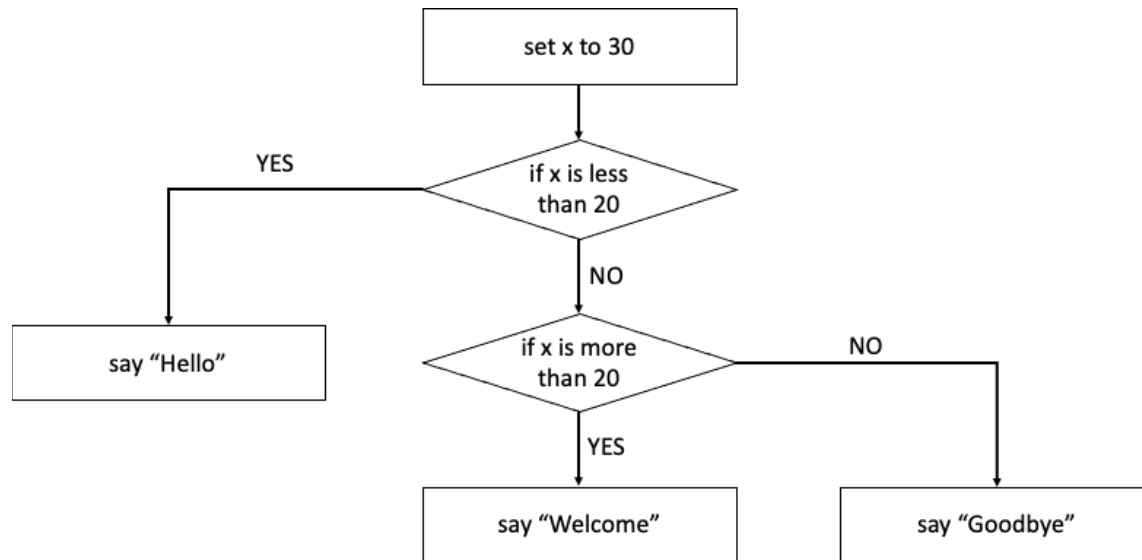 set x to 30
YES
if x is less
than 20
NO
say “Hello”
if x is more
than 20
NO
YES
say “Welcome”
say “Goodbye”